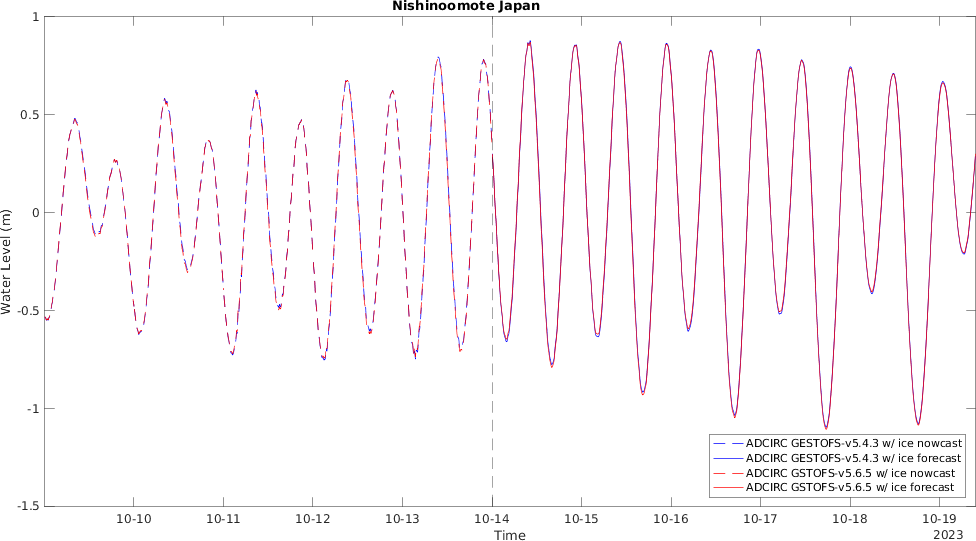 Nishinoomote Japan
1
0.5
0
-0.5
-1
-1.5
Water Level (m)
ADCIRC GESTOFS-v5.4.3 w/ ice nowcast
ADCIRC GESTOFS-v5.4.3 w/ ice forecast
ADCIRC GSTOFS-v5.6.5 w/ ice nowcast
ADCIRC GSTOFS-v5.6.5 w/ ice forecast
10-10 10-11 10-12 10-13 10-14 10-15 10-16 10-17 10-18 10-19
Time
2023